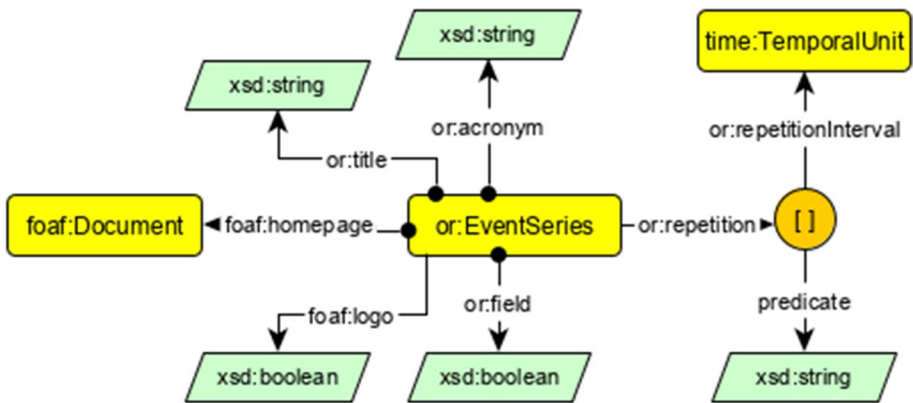 xsd:string
time:TemporalUnit
xsd:string
or:acronym
or:repetitionInterval
or:title
foaf:Document
foaf:homepage
or:EventSeries
or:repetition
[ ]
or:field
predicate
foaf:logo
xsd:boolean
xsd:boolean
xsd:string